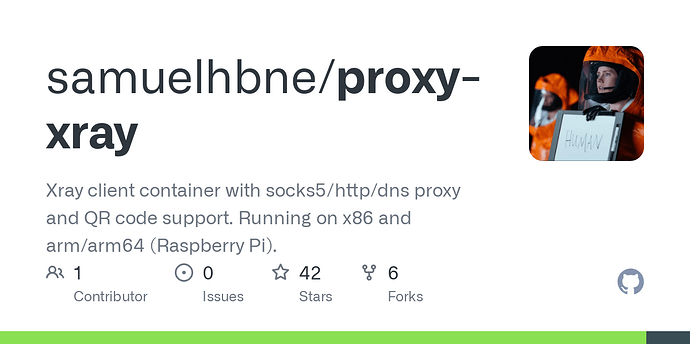 samuelhbne/proxy-
xray
Xray client container with socks5/http/dns proxy
and QR code support. Running on x86 and
arm/arm64 (Raspberry Pi).
1
Contributor
0
Issues
42
Stars
6
Forks
HUMAN